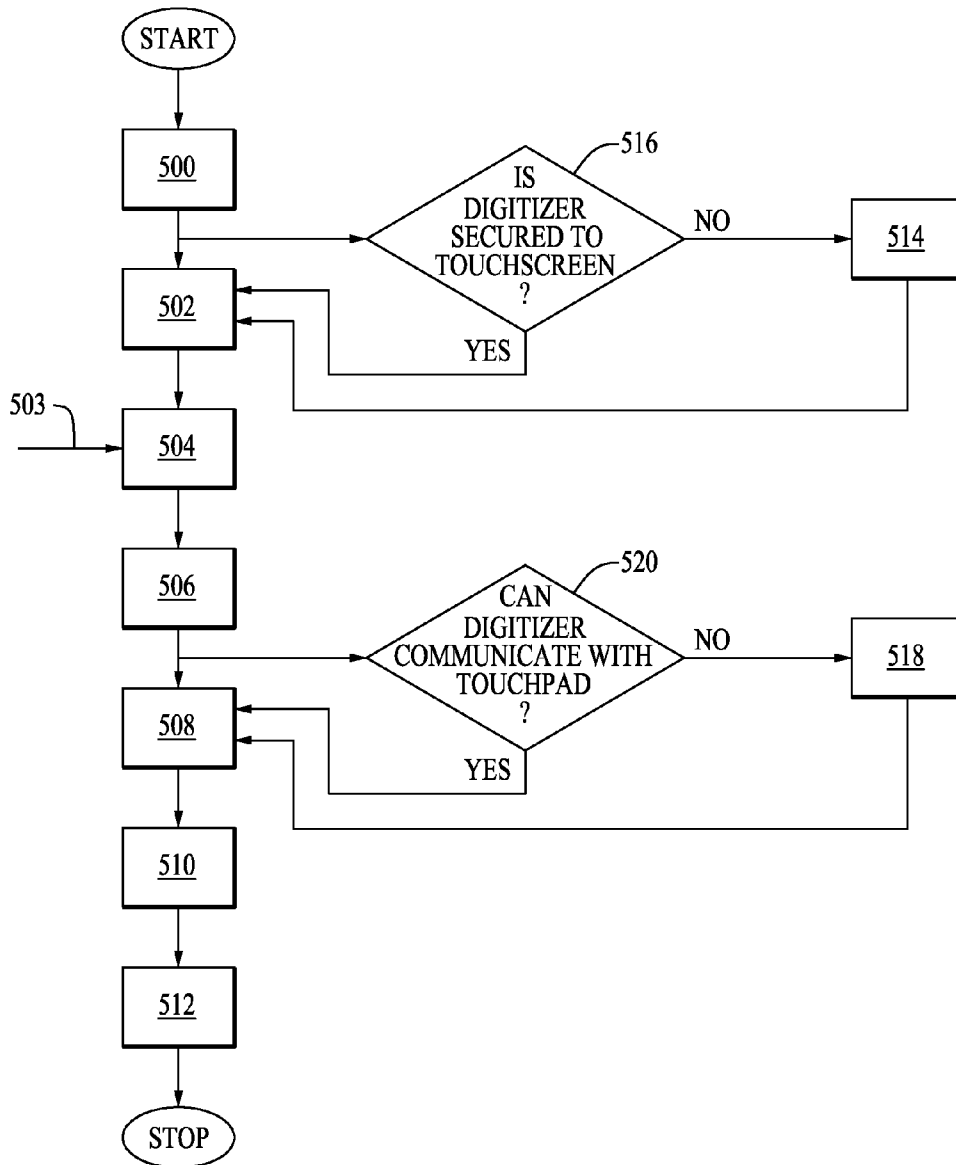 START
500
516
IS
DIGITIZER
SECURED TO
TOUCHSCREEN
?
NO
514
502
YES
503
504
506
520
CAN
DIGITIZER
COMMUNICATE WITH
TOUCHPAD
?
NO
518
508
YES
510
512
STOP